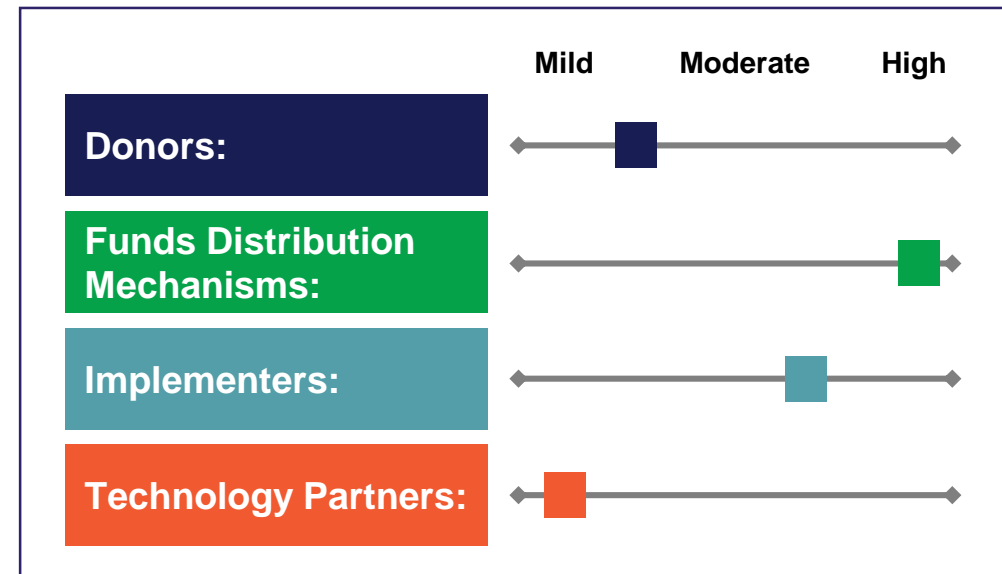 Mild Moderate High
Donors:
Funds Distribution
Mechanisms:
Implementers:
Technology Partners: